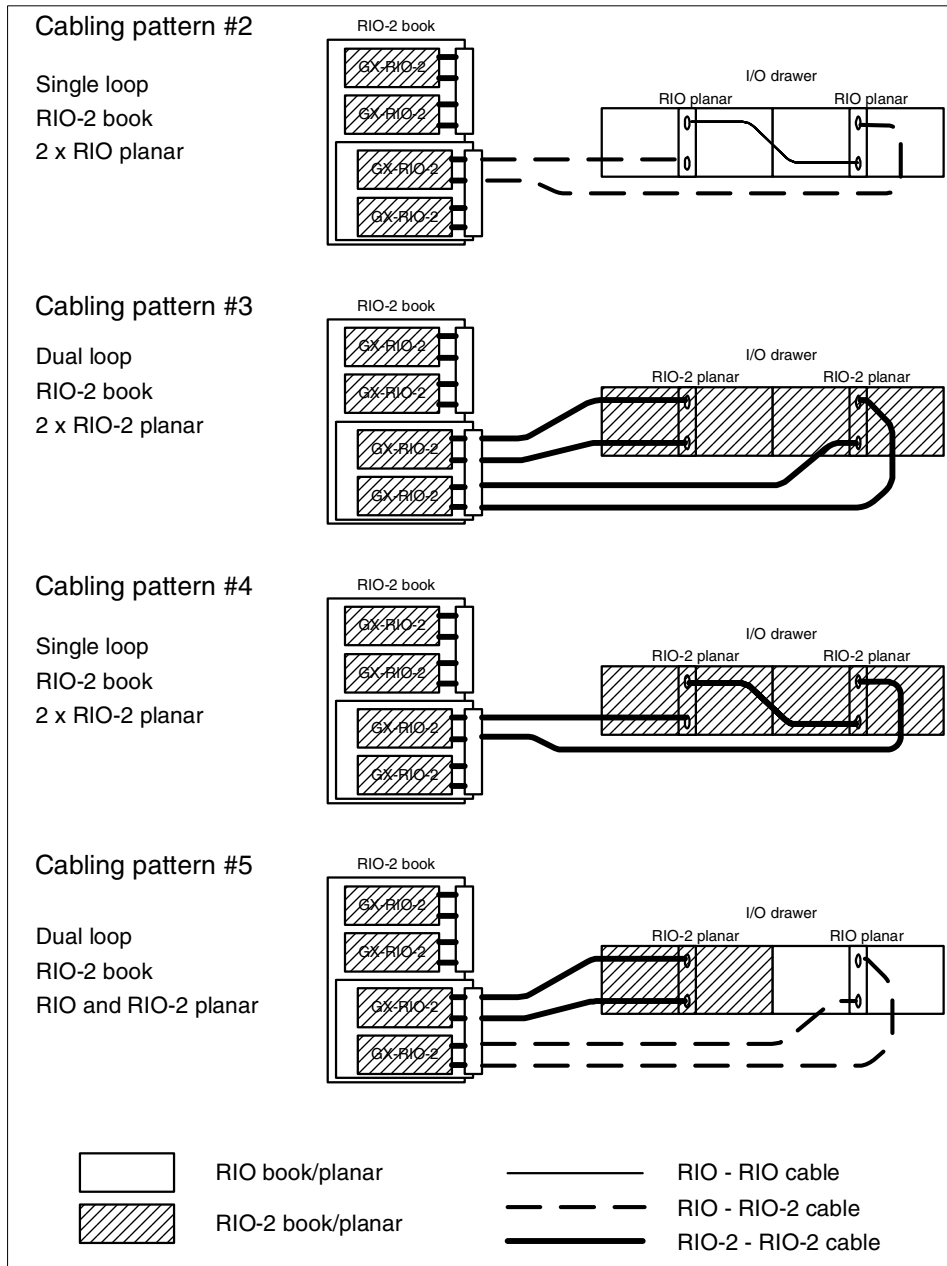 Cabling pattern #2
Single loop
RIO-2 book
2 x RIO planar
RIO-2 book
GX-RIO-2
GX-RIO-2
GX-RIO-2
GX-RIO-2
I/O drawer
RIO planar
RIO planar
Cabling pattern #3
Dual loop
RIO-2 book
2 x RIO-2 planar
RIO-2 book
GX-RIO-2
GX-RIO-2
GX-RIO-2
GX-RIO-2
I/O drawer
RIO-2 planar
RIO-2 planar
Cabling pattern #4
Single loop
RIO-2 book
2 x RIO-2 planar
RIO-2 book
GX-RIO-2
GX-RIO-2
GX-RIO-2
GX-RIO-2
I/O drawer
RIO-2 planar
RIO-2 planar
Cabling pattern #5
Dual loop
RIO-2 book
RIO and RIO-2 planar
RIO-2 book
GX-RIO-2
GX-RIO-2
GX-RIO-2
GX-RIO-2
I/O drawer
RIO-2 planar
RIO planar
RIO book/planar
RIO-2 book/planar
RIO - RIO cable
RIO - RIO-2 cable
RIO-2 - RIO-2 cable